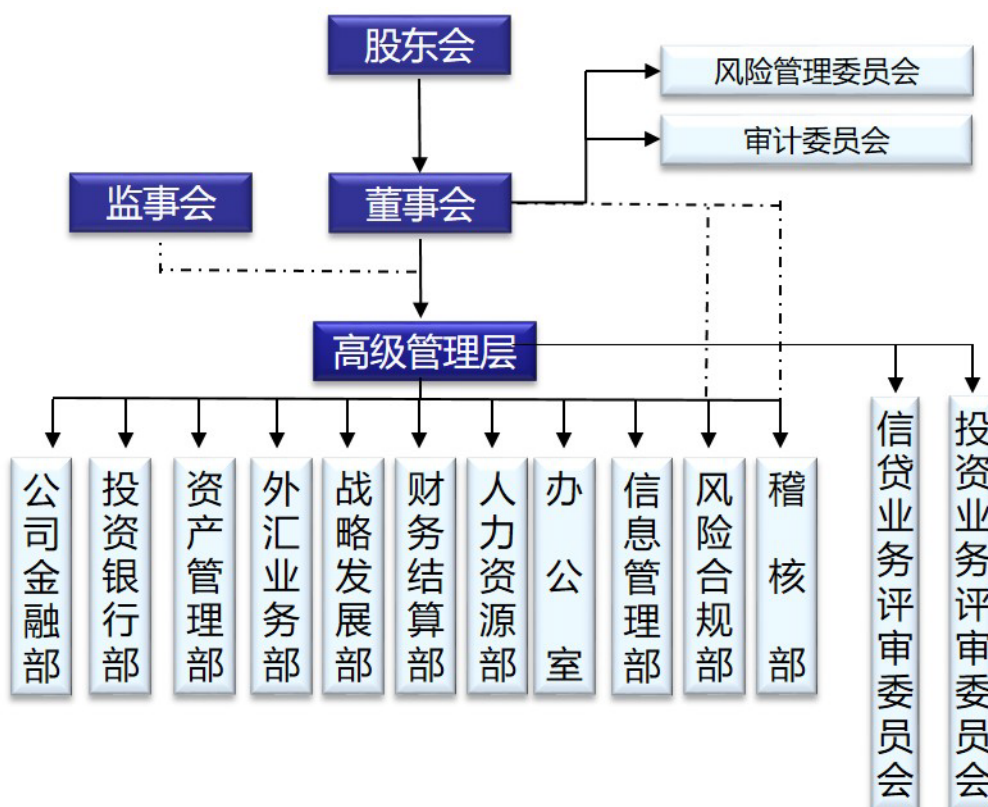 股东会
风险管理委员会
审计委员会
监事会
董事会
高级管理层
公司金融部
投资银行部
资产管理部
外汇业务部
战略发展部
财务结算部
人力资源部
办公室
信息管理部
风险合规部
稽核部
信贷业务评审委员会
投资业务评审委员会